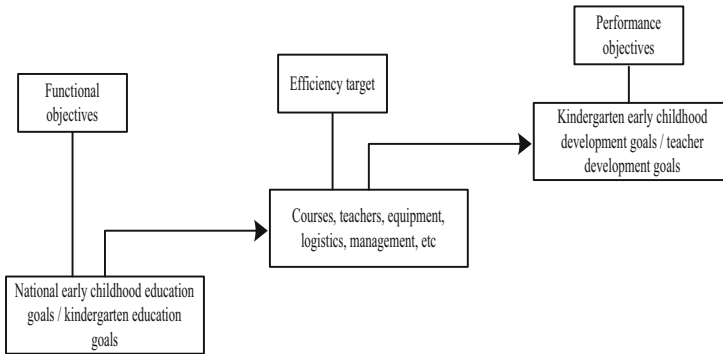 Performance
objectives
Efficiency target
Functional
objectives
Kindergarten early childhood
development goals / teacher
development goals
Courses, teachers, equipment,
logistics, management, etc
National early childhood education
goals / kindergarten education
goals